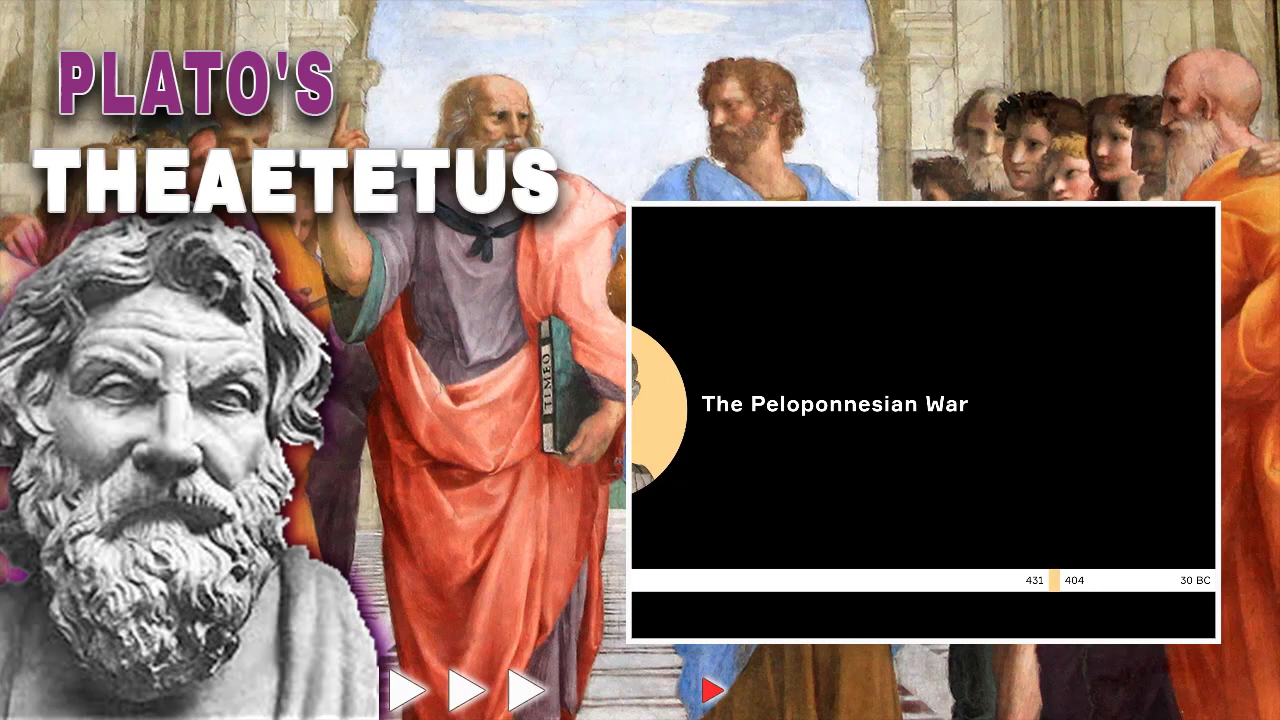 PLATO'S
THEAETETUS
TIMEO
The Peloponnesian War
431 404 30 BC